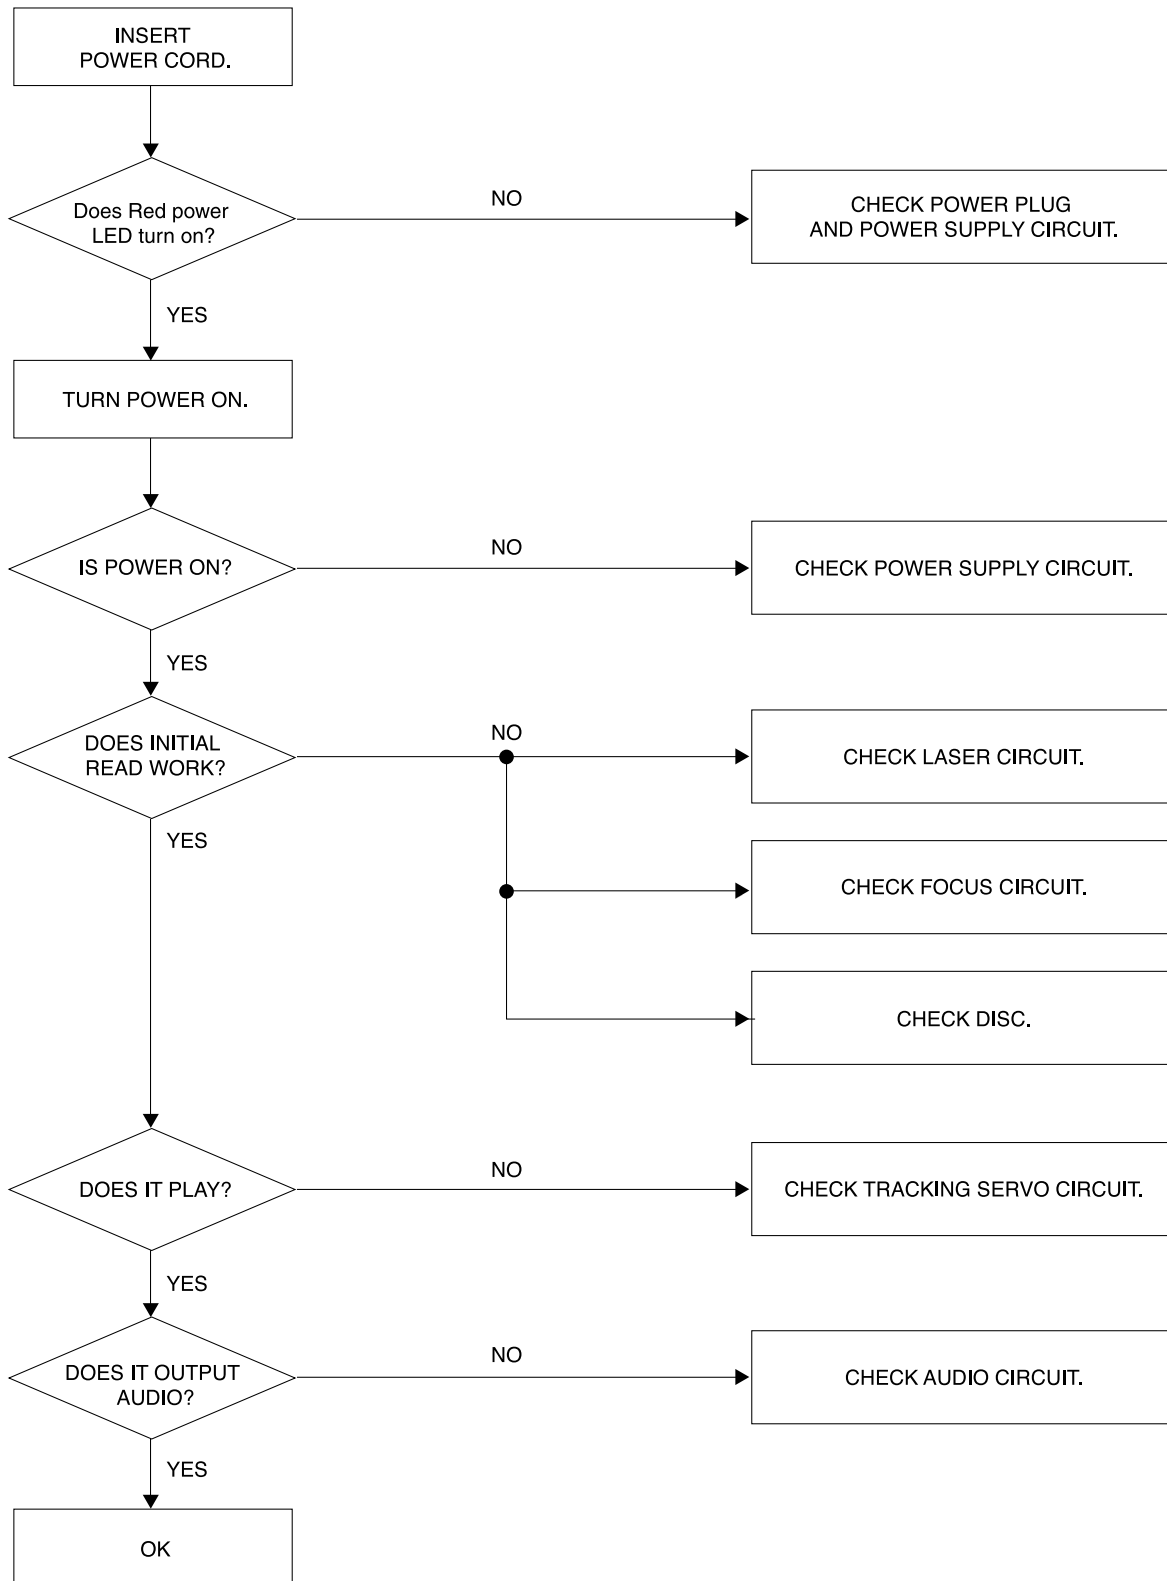 INSERT
POWER CORD.
Does Red power
LED turn on?
NO
CHECK POWER PLUG
AND POWER SUPPLY CIRCUIT.
YES
TURN POWER ON.
IS POWER ON?
NO
CHECK POWER SUPPLY CIRCUIT.
YES
DOES INITIAL
READ WORK?
NO
CHECK LASER CIRCUIT.
YES
CHECK FOCUS CIRCUIT.
CHECK DISC.
DOES IT PLAY?
NO
CHECK TRACKING SERVO CIRCUIT.
YES
DOES IT OUTPUT
AUDIO?
NO
CHECK AUDIO CIRCUIT.
YES
OK